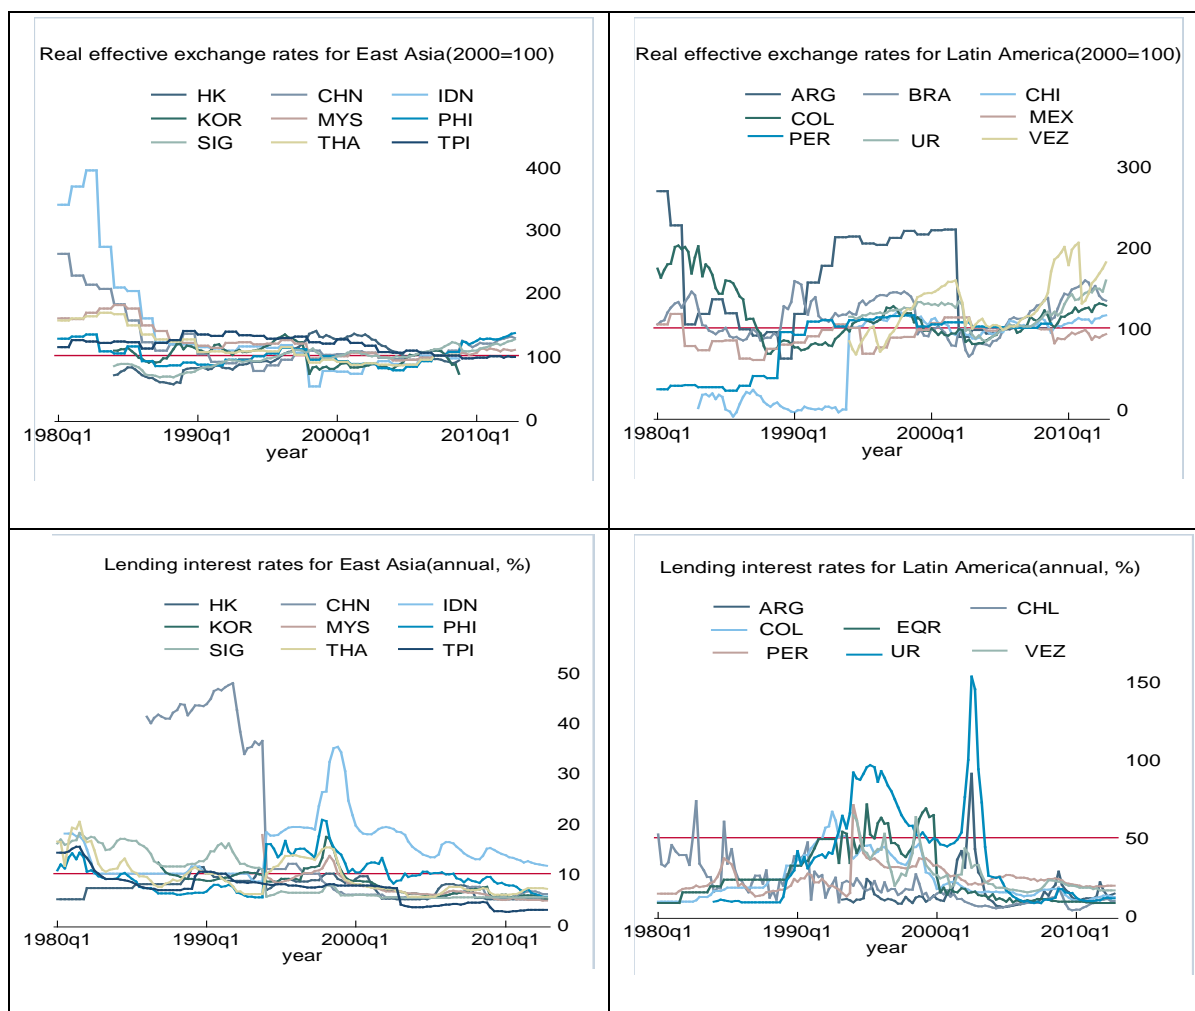 Real effective exchange rates for East Asia(2000=100)
HK CHN IDN
KOR MYS PHI
SIG THA TPI
400
300
200
100
0
1980q1 1990q1 2000q1 2010q1
year
Real effective exchange rates for Latin America(2000=100)
ARG BRA CHI
COL MEX
PER UR VEZ
300
200
100
0
1980q1 1990q1 2000q1 2010q1
year
Lending interest rates for East Asia(annual, %)
HK CHN IDN
KOR MYS PHI
SIG THA TPI
50
40
30
20
10
0
1980q1 1990q1 2000q1 2010q1
year
Lending interest rates for Latin America(annual, %)
ARG CHL
COL EQR
PER UR VEZ
150
100
50
0
1980q1 1990q1 2000q1 2010q1
year